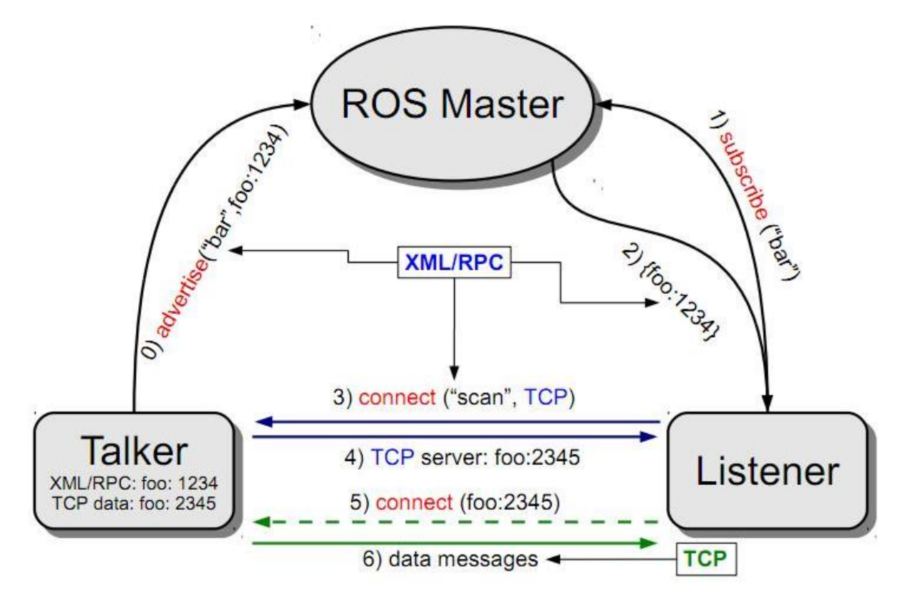 ROS Master
0) advertise("bar",foo:1234)
1) subscribe ("bar")
XML/RPC
2) {foo:1234}
3) connect ("scan", TCP)
Talker
XML/RPC: foo: 1234
TCP data: foo: 2345
4) TCP server: foo:2345
Listener
5) connect (foo:2345)
6) data messages
TCP